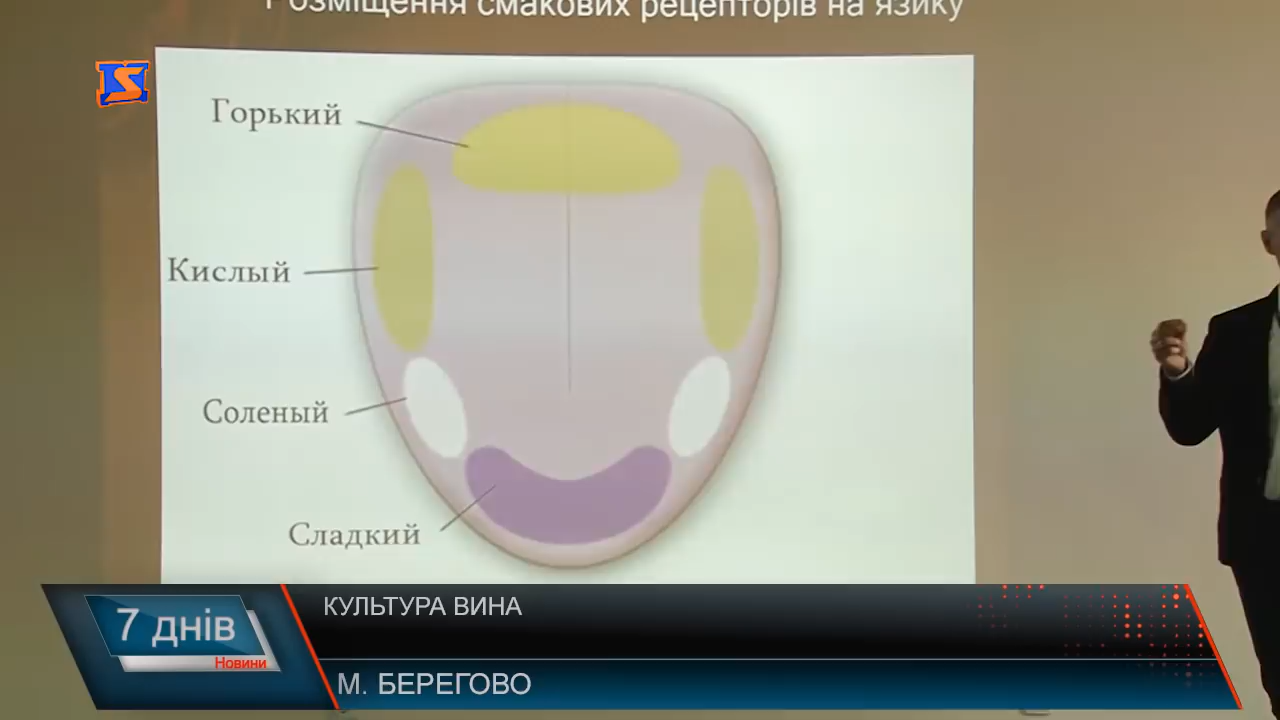 Розміщення смакових рецепторів на язику
Горький
Кислый
Соленый
Сладкий
7 днів
Новини
КУЛЬТУРА ВИНА
М. БЕРЕГОВО